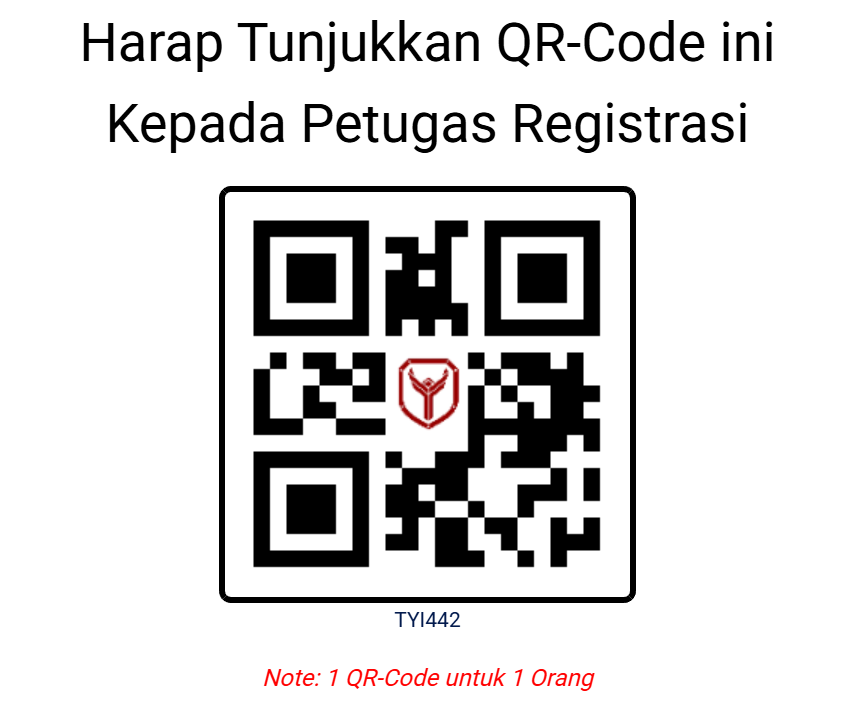 Harap Tunjukkan QR-Code ini
Kepada Petugas Registrasi
TYI442
Note: 1 QR-Code untuk 1 Orang